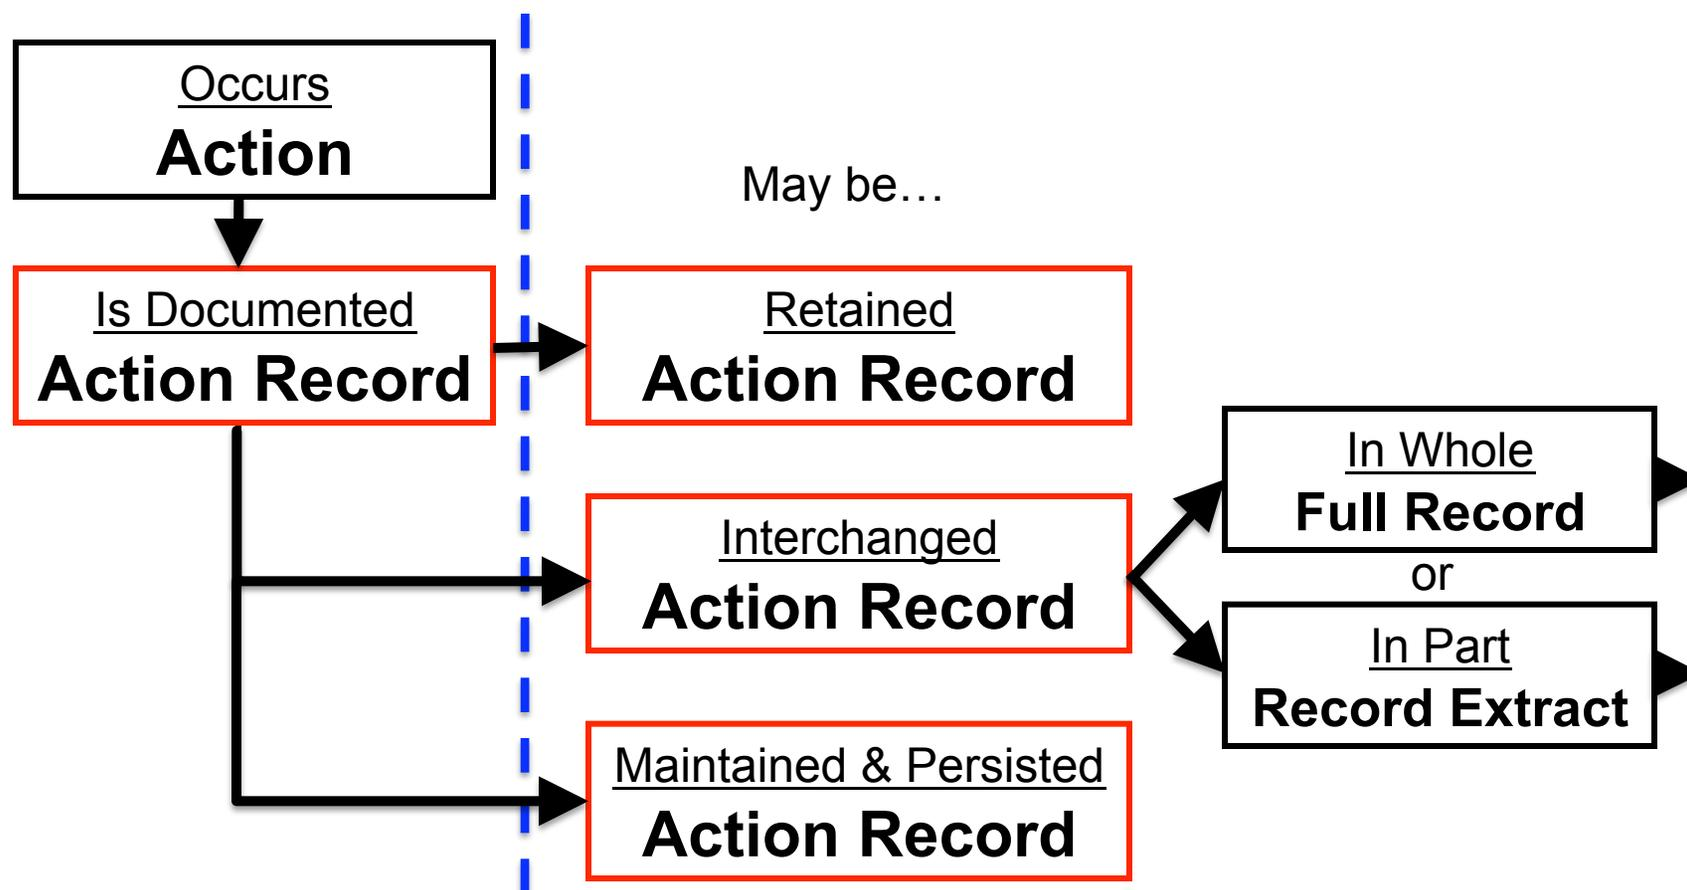 Occurs
Action
May be…
Is Documented
Action Record
Retained
Action Record
Interchanged
Action Record
In Whole
Full Record
or
In Part
Record Extract
Maintained & Persisted
Action Record